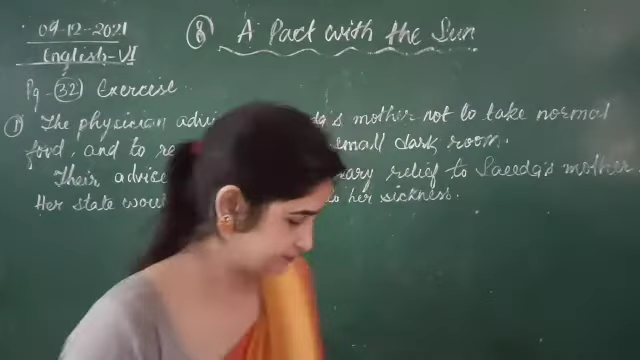 09-12-2021
English-VI
⑧ A Pact with the Sun
Pg-32 Exercise
① The physician advi 's mother not to take normal
food, and to re small dark room.
Their advice relief to Saeeda's mother.
Her state wou her sickness.